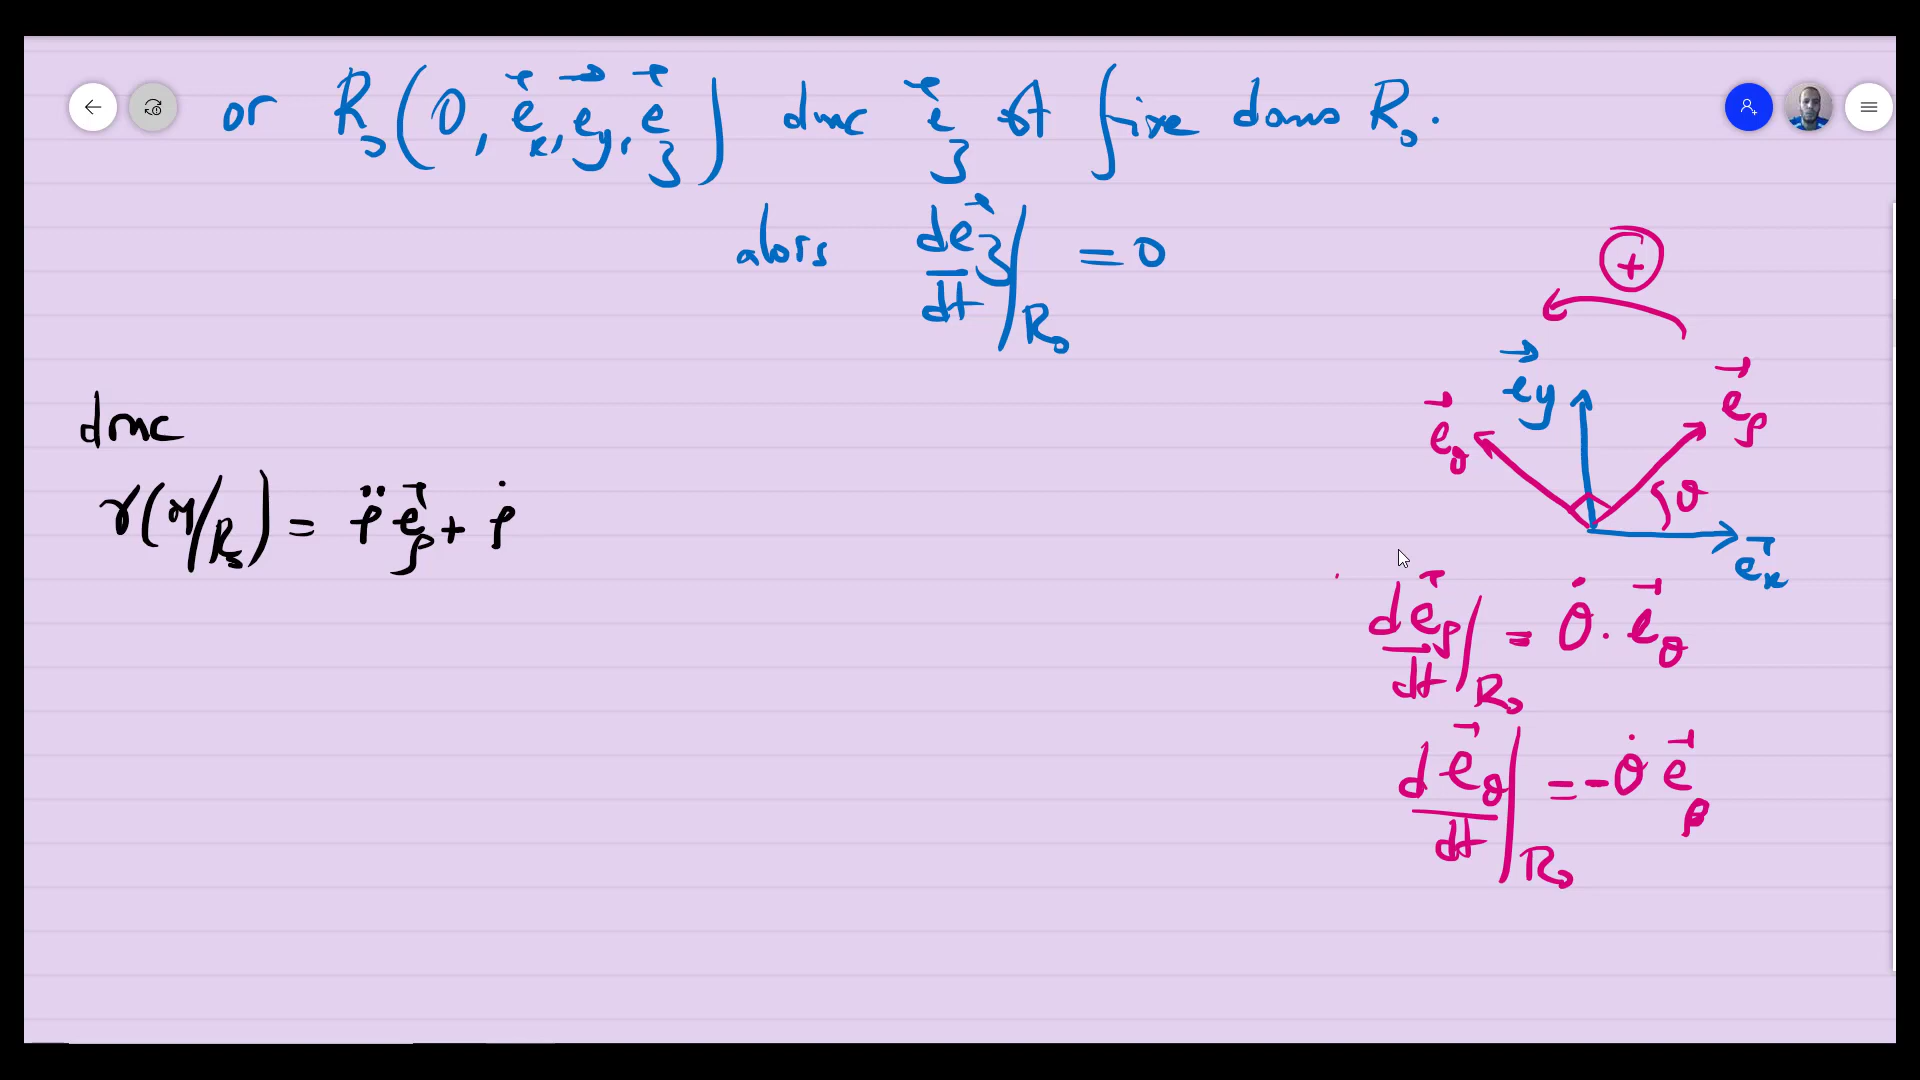 or R₀(O, e⃗ₓ, e⃗y, e⃗z) donc e⃗z est fixe dans R₀.
alors de⃗z/dt|R₀ = 0
+
e⃗y
e⃗ρ
e⃗θ
θ
e⃗ₓ
donc
γ(M/R₀) = ρ̈ e⃗ρ + ρ̇
de⃗ρ/dt|R₀ = θ̇ . e⃗θ
de⃗θ/dt|R₀ = -θ̇ e⃗ρ